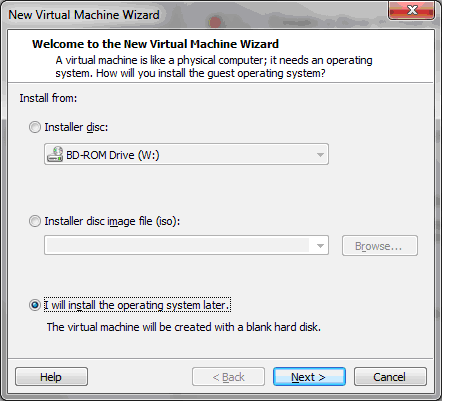 New Virtual Machine Wizard
Welcome to the New Virtual Machine Wizard
A virtual machine is like a physical computer; it needs an operating
system. How will you install the guest operating system?
Install from:
Installer disc:
BD-ROM Drive (W:)
Installer disc image file (iso):
Browse...
I will install the operating system later.
The virtual machine will be created with a blank hard disk.
Help
< Back
Next >
Cancel